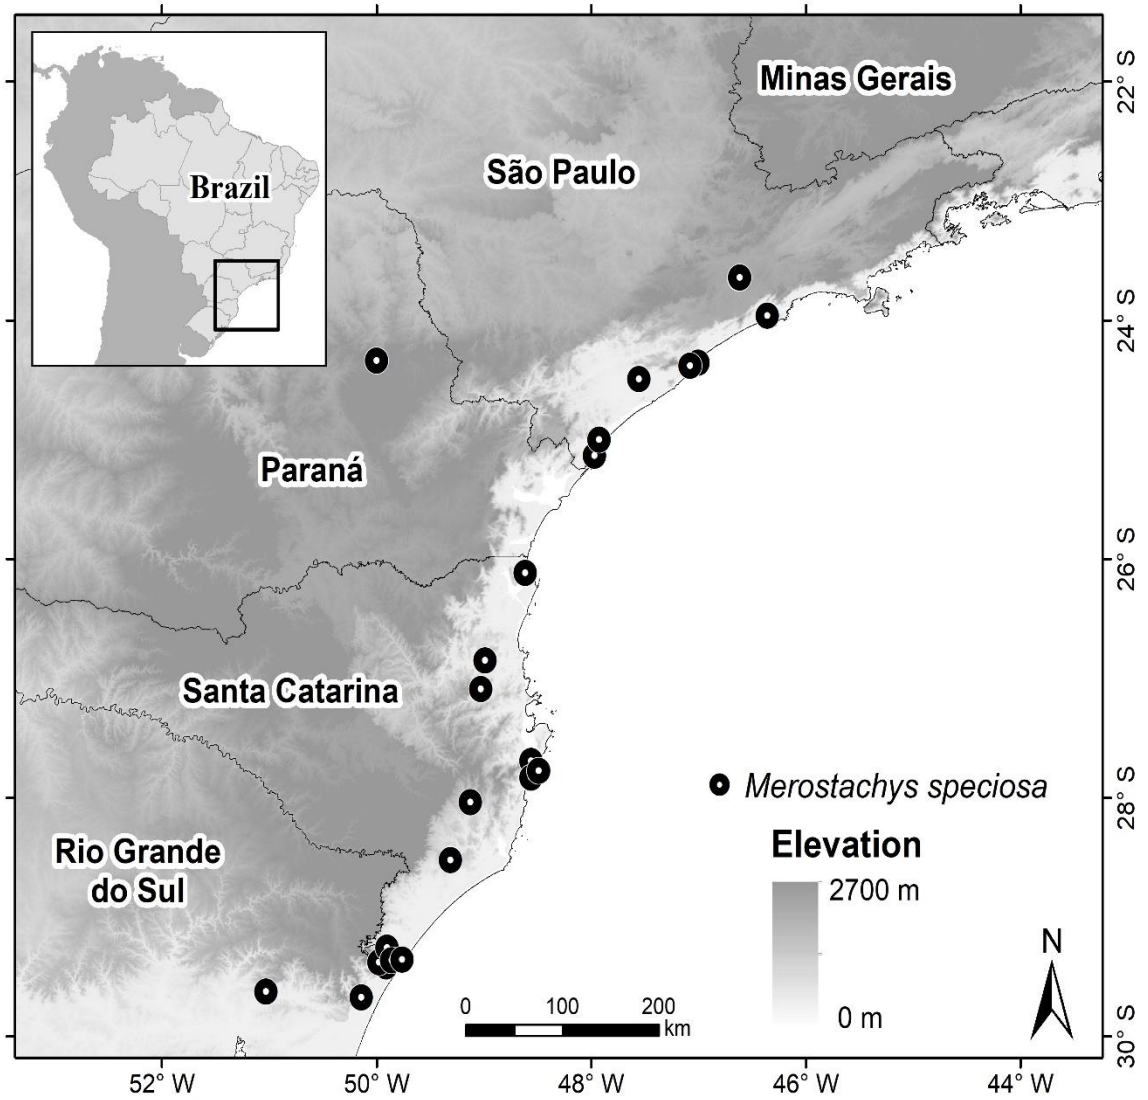 Minas Gerais
22° S
São Paulo
Brazil
24° S
Paraná
26° S
Santa Catarina
Merostachys speciosa
28° S
Rio Grande
do Sul
Elevation
2700 m
0 m
N
0 100 200
km
30° S
52° W 50° W 48° W 46° W 44° W